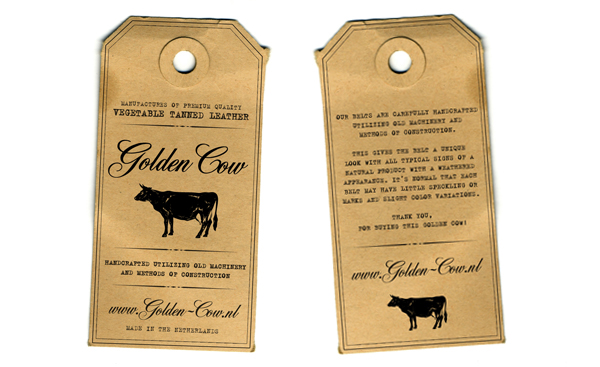 MANUFACTURES OF PREMIUM QUALITY
VEGETABLE TANNED LEATHER
Golden Cow
HANDCRAFTED UTILIZING OLD MACHINERY
AND METHODS OF CONSTRUCTION
www.Golden-Cow.nl
MADE IN THE NETHERLANDS
OUR BELTS ARE CAREFULLY HANDCRAFTED
UTILIZING OLD MACHINERY AND
METHODS OF CONSTRUCTION.
THIS GIVES THE BELT A UNIQUE
LOOK WITH ALL TYPICAL SIGNS OF A
NATURAL PRODUCT WITH A WEATHERED
APPEARANCE. IT'S NORMAL THAT EACH
BELT MAY HAVE LITTLE SPECKLING OR
MARKS AND SLIGHT COLOR VARIATIONS.
THANK YOU,
FOR BUYING THIS GOLDEN COW!
www.Golden-Cow.nl